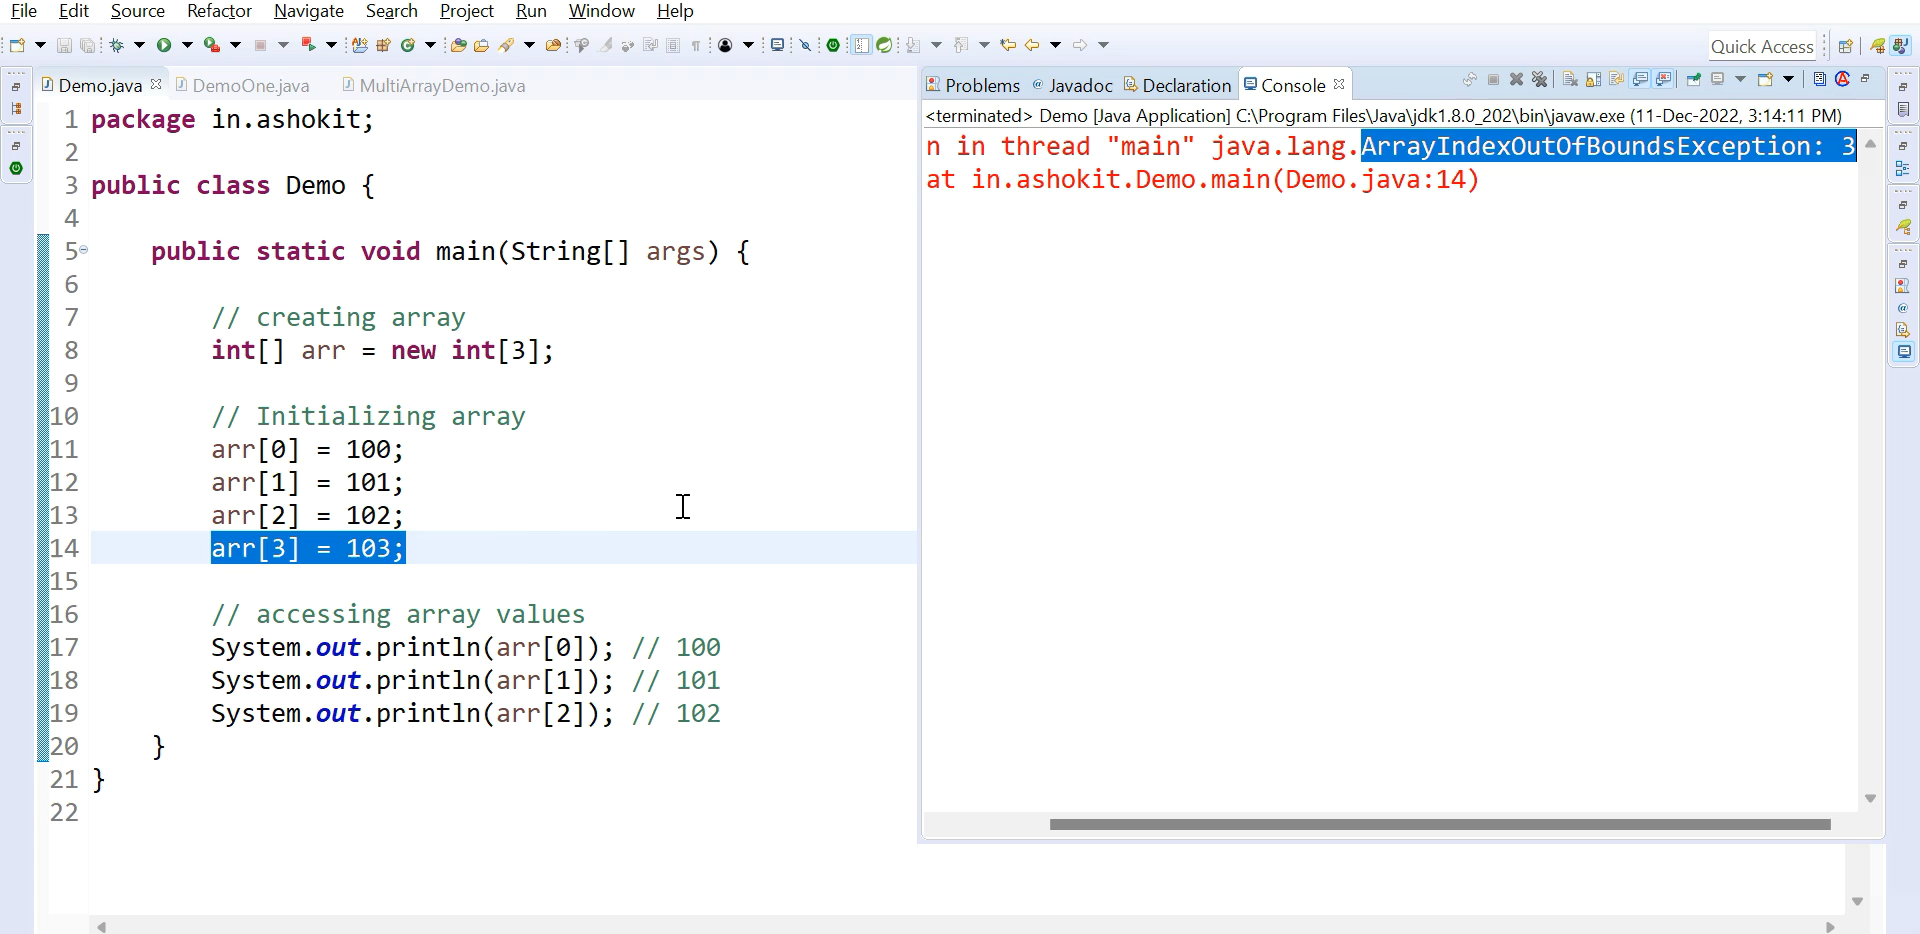 File Edit Source Refactor Navigate Search Project Run Window Help
Quick Access
Demo.java DemoOne.java MultiArrayDemo.java
Problems Javadoc Declaration Console
<terminated> Demo [Java Application] C:\Program Files\Java\jdk1.8.0_202\bin\javaw.exe (11-Dec-2022, 3:14:11 PM)
n in thread "main" java.lang.ArrayIndexOutOfBoundsException: 3
at in.ashokit.Demo.main(Demo.java:14)
1 package in.ashokit;
2
3 public class Demo {
4
5 public static void main(String[] args) {
6
7 // creating array
8 int[] arr = new int[3];
9
10 // Initializing array
11 arr[0] = 100;
12 arr[1] = 101;
13 arr[2] = 102;
14 arr[3] = 103;
15
16 // accessing array values
17 System.out.println(arr[0]); // 100
18 System.out.println(arr[1]); // 101
19 System.out.println(arr[2]); // 102
20 }
21 }
22